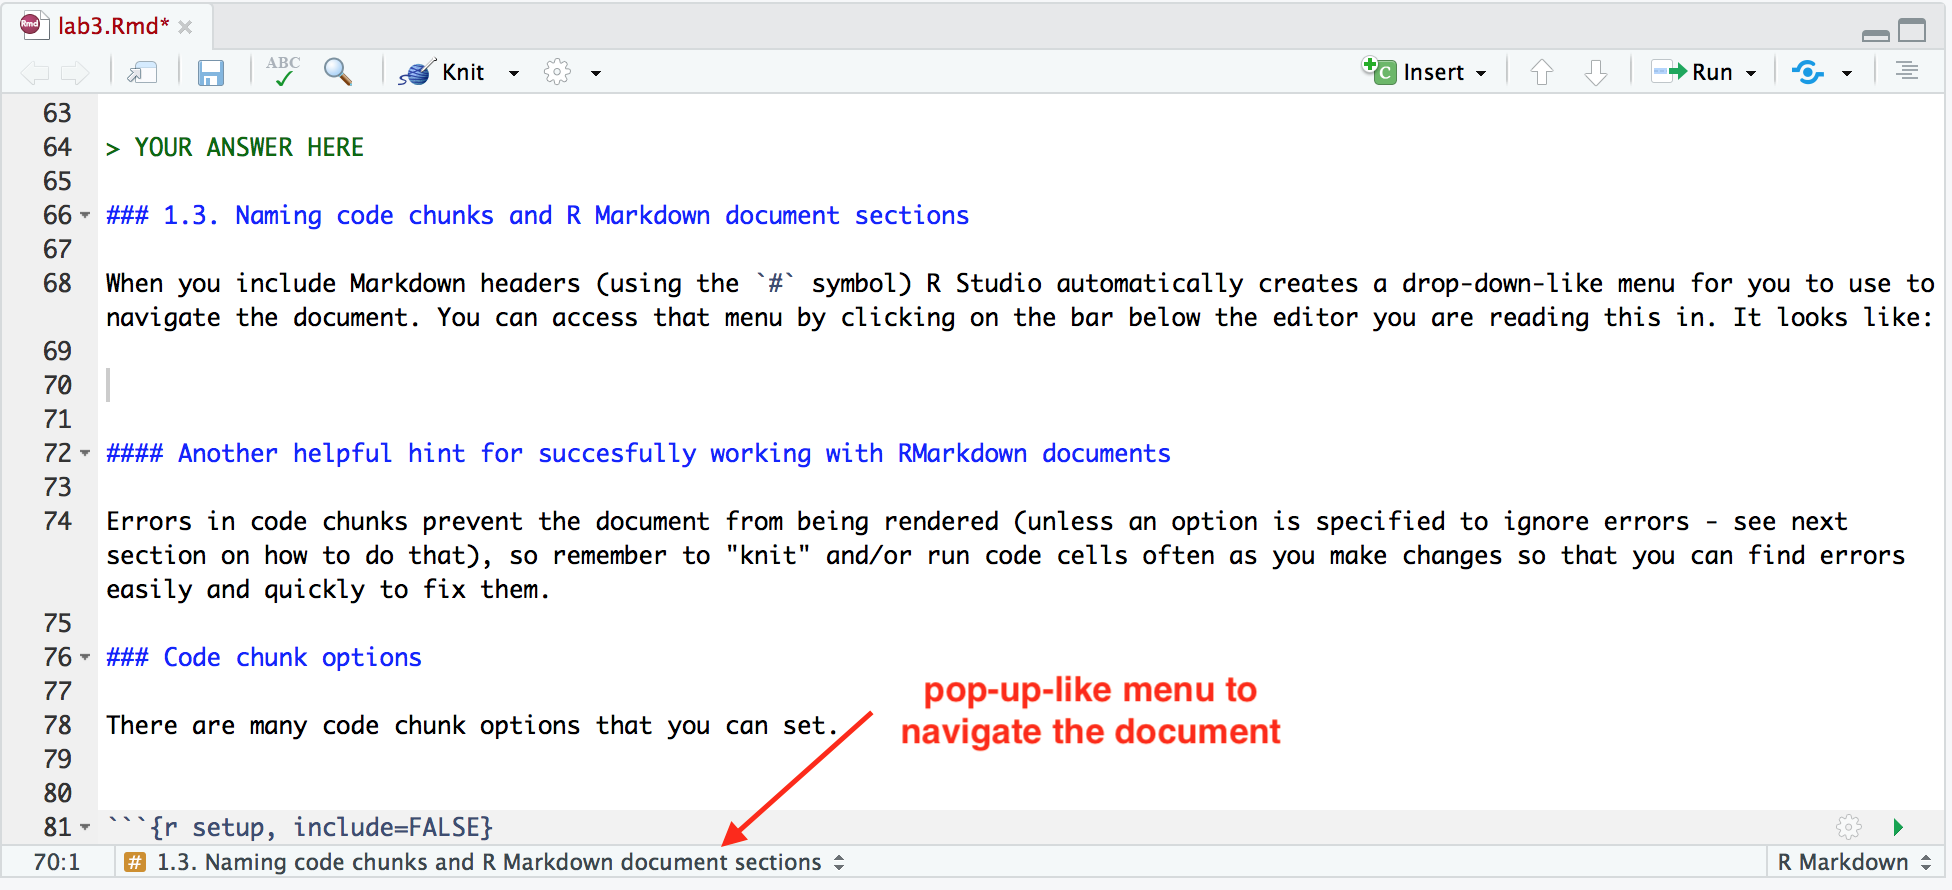 Rmd lab3.Rmd* ×
ABC Knit C Insert Run
63
64 > YOUR ANSWER HERE
65
66 ### 1.3. Naming code chunks and R Markdown document sections
67
68 When you include Markdown headers (using the `#` symbol) R Studio automatically creates a drop-down-like menu for you to use to
navigate the document. You can access that menu by clicking on the bar below the editor you are reading this in. It looks like:
69
70
71
72 #### Another helpful hint for succesfully working with RMarkdown documents
73
74 Errors in code chunks prevent the document from being rendered (unless an option is specified to ignore errors - see next
section on how to do that), so remember to "knit" and/or run code cells often as you make changes so that you can find errors
easily and quickly to fix them.
75
76 ### Code chunk options
77
78 There are many code chunk options that you can set.
pop-up-like menu to
navigate the document
79
80
81 ```{r setup, include=FALSE}
70:1 # 1.3. Naming code chunks and R Markdown document sections R Markdown